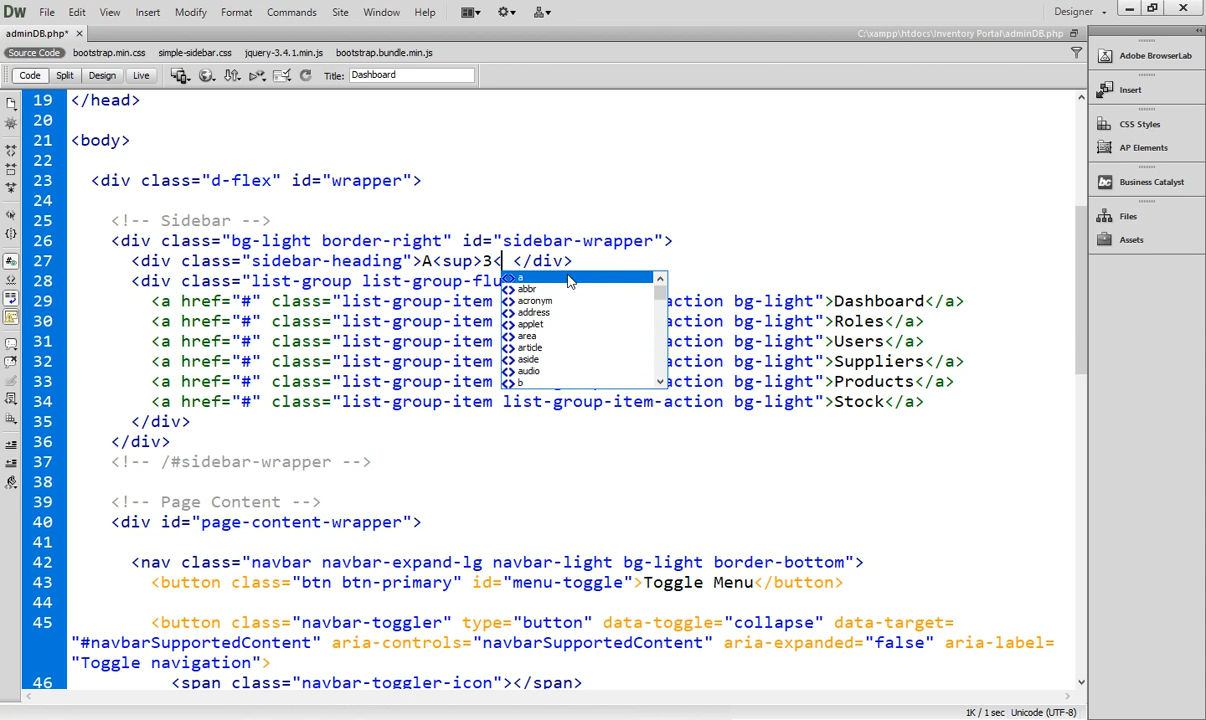 DW File Edit View Insert Modify Format Commands Site Window Help Designer
adminDB.php* × C:\xampp\htdocs\Inventory Portal\adminDB.php
Source Code bootstrap.min.css simple-sidebar.css jquery-3.4.1.min.js bootstrap.bundle.min.js
Code Split Design Live Title: Dashboard
19 </head>
20
21 <body>
22
23 <div class="d-flex" id="wrapper">
24
25 <!-- Sidebar -->
26 <div class="bg-light border-right" id="sidebar-wrapper">
27 <div class="sidebar-heading">A<sup>3< </div>
28 <div class="list-group list-group-flu
29 <a href="#" class="list-group-item action bg-light">Dashboard</a>
30 <a href="#" class="list-group-item action bg-light">Roles</a>
31 <a href="#" class="list-group-item action bg-light">Users</a>
32 <a href="#" class="list-group-item action bg-light">Suppliers</a>
33 <a href="#" class="list-group-item action bg-light">Products</a>
34 <a href="#" class="list-group-item list-group-item-action bg-light">Stock</a>
35 </div>
36 </div>
37 <!-- /#sidebar-wrapper -->
38
39 <!-- Page Content -->
40 <div id="page-content-wrapper">
41
42 <nav class="navbar navbar-expand-lg navbar-light bg-light border-bottom">
43 <button class="btn btn-primary" id="menu-toggle">Toggle Menu</button>
44
45 <button class="navbar-toggler" type="button" data-toggle="collapse" data-target=
"#navbarSupportedContent" aria-controls="navbarSupportedContent" aria-expanded="false" aria-label=
"Toggle navigation">
46 <span class="navbar-toggler-icon"></span>
a
abbr
acronym
address
applet
area
article
aside
audio
b
Adobe BrowserLab
Insert
CSS Styles
AP Elements
Business Catalyst
Files
Assets
1K / 1 sec Unicode (UTF-8)